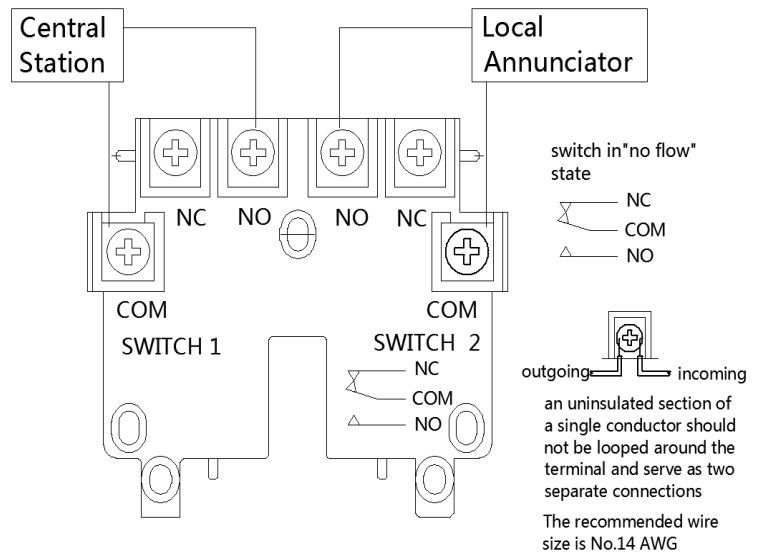 Central
Station
Local
Annunciator
NC
NO
NO
NC
COM
COM
SWITCH 1
SWITCH 2
NC
COM
NO
switch in"no flow"
state
NC
COM
NO
outgoing
incoming
an uninsulated section of
a single conductor should
not be looped around the
terminal and serve as two
separate connections
The recommended wire
size is No.14 AWG